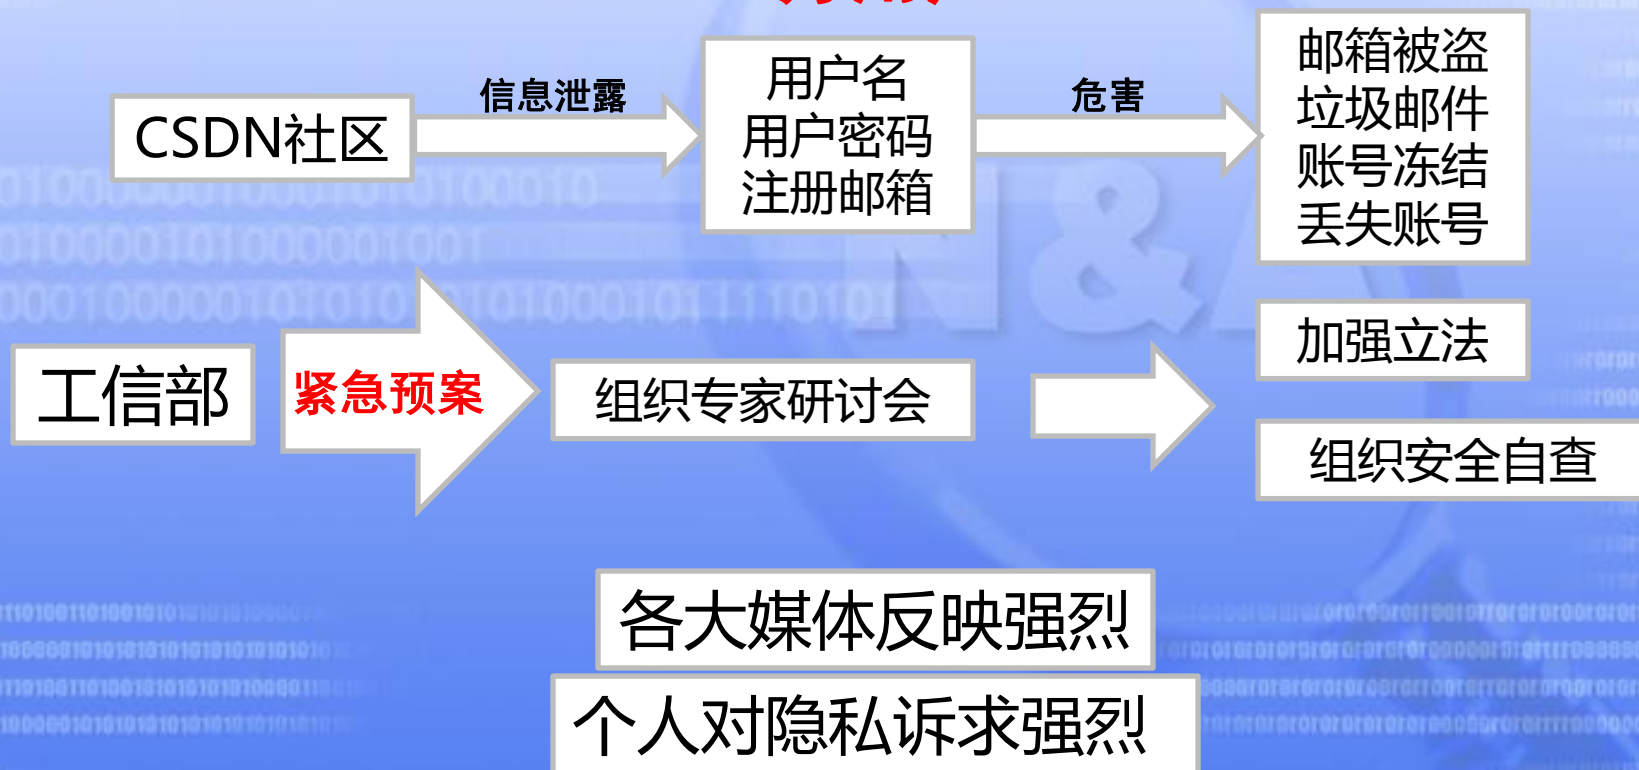 信息泄露
危害
CSDN社区
用户名
用户密码
注册邮箱
邮箱被盗
垃圾邮件
账号冻结
丢失账号
工信部
紧急预案
组织专家研讨会
加强立法
组织安全自查
各大媒体反映强烈
个人对隐私诉求强烈
N&